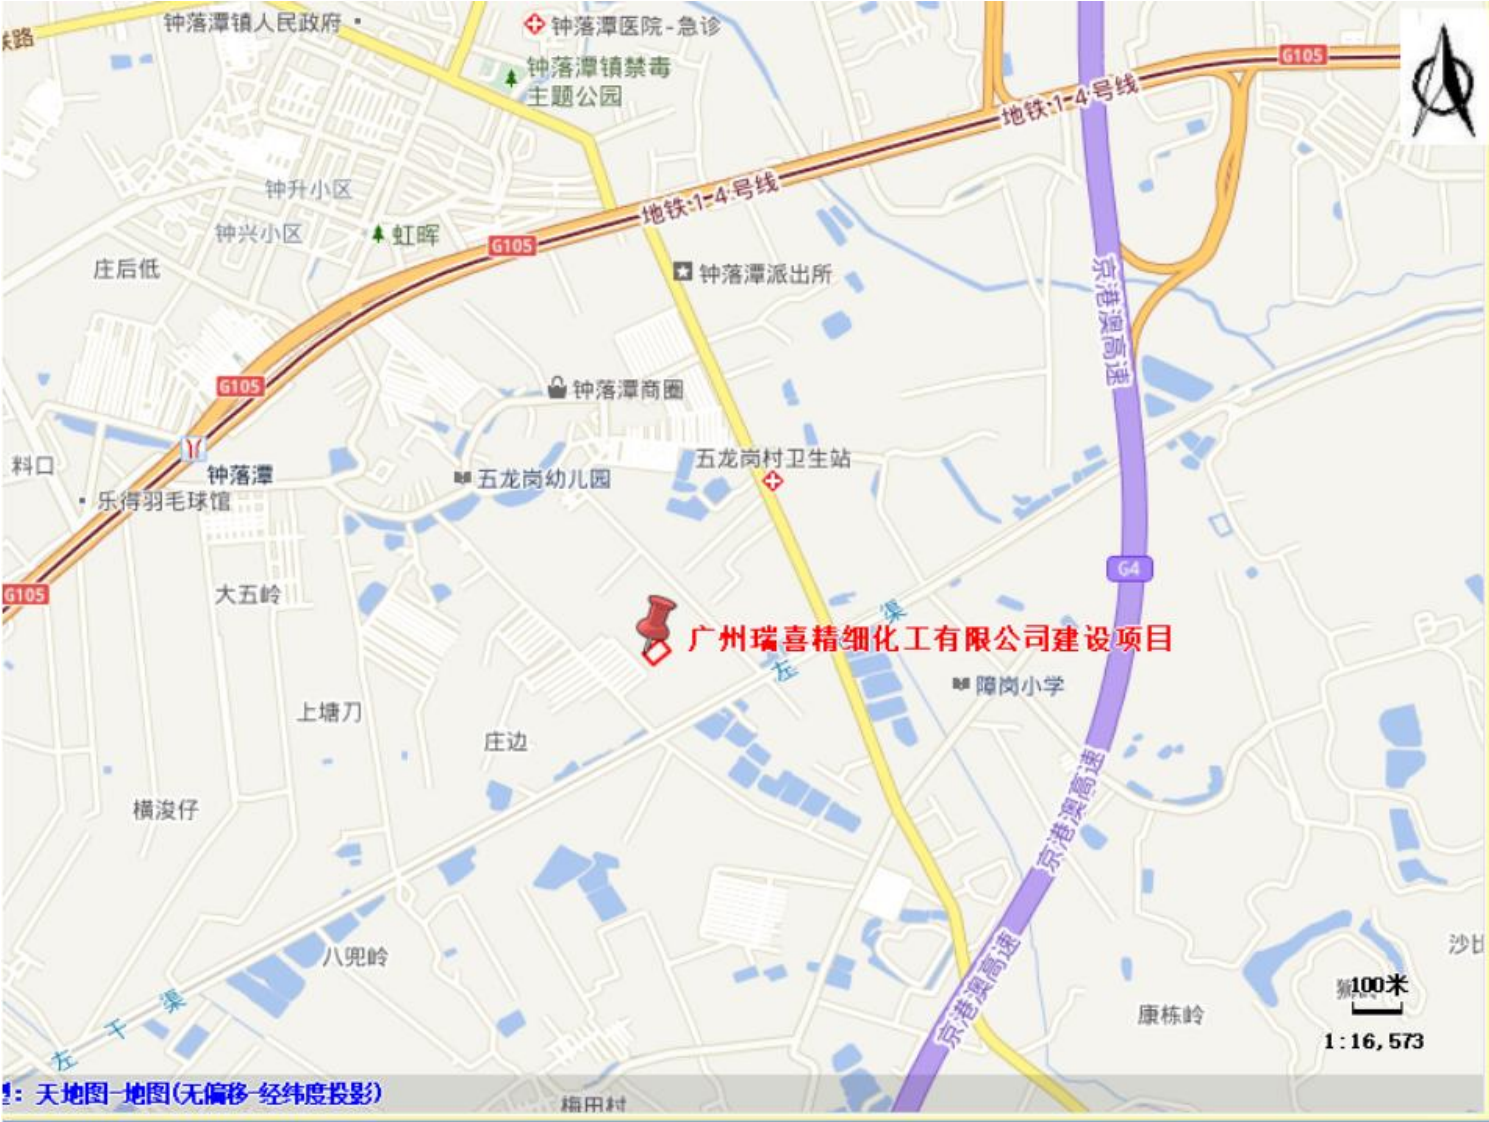 钟落潭镇人民政府
钟落潭医院-急诊
铁路
钟落潭镇禁毒
主题公园
G105
地铁14号线
钟升小区
地铁14号线
钟兴小区
虹晖
G105
庄后低
钟落潭派出所
京港澳高速
G105
钟落潭商圈
五龙岗村卫生站
料口
钟落潭
五龙岗幼儿园
乐得羽毛球馆
G4
G105
大五岭
渠
广州瑞喜精细化工有限公司建设项目
左
障岗小学
上塘刀
庄边
横浚仔
京港澳高速
八兜岭
沙
京港澳高速
100米
渠
干
左
康栋岭
1:16,573
型: 天地图-地图(无偏移-经纬度投影)
梅田村